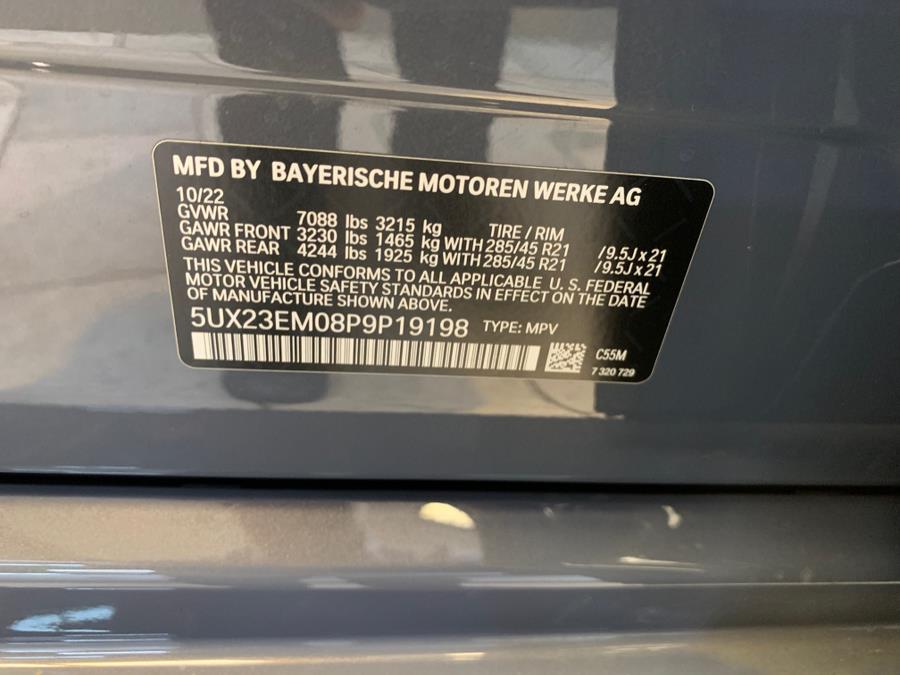 MFD BY BAYERISCHE MOTOREN WERKE AG
10/22
GVWR 7088 lbs 3215 kg TIRE / RIM
GAWR FRONT 3230 lbs 1465 kg WITH 285/45 R21 /9.5J x 21
GAWR REAR 4244 lbs 1925 kg WITH 285/45 R21 /9.5J x 21
THIS VEHICLE CONFORMS TO ALL APPLICABLE U. S. FEDERAL
MOTOR VEHICLE SAFETY STANDARDS IN EFFECT ON THE DATE
OF MANUFACTURE SHOWN ABOVE.
5UX23EM08P9P19198 TYPE: MPV
C55M
7 320 729